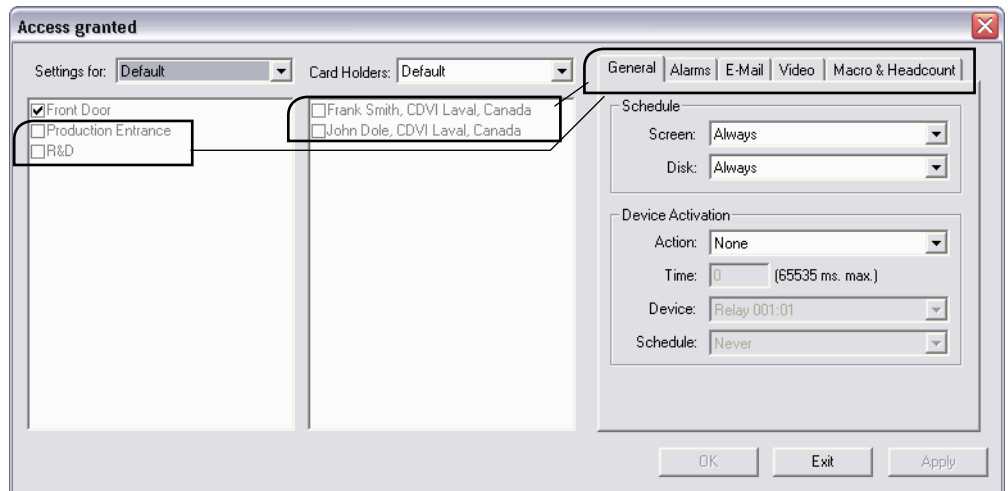 Access granted
Settings for: Default
Card Holders: Default
General Alarms E-Mail Video Macro & Headcount
Front Door
Production Entrance
R&D
Frank Smith, CDVI Laval, Canada
John Dole, CDVI Laval, Canada
Schedule
Screen: Always
Disk: Always
Device Activation
Action: None
Time: 0 (65535 ms. max.)
Device: Relay 001:01
Schedule: Never
OK Exit Apply